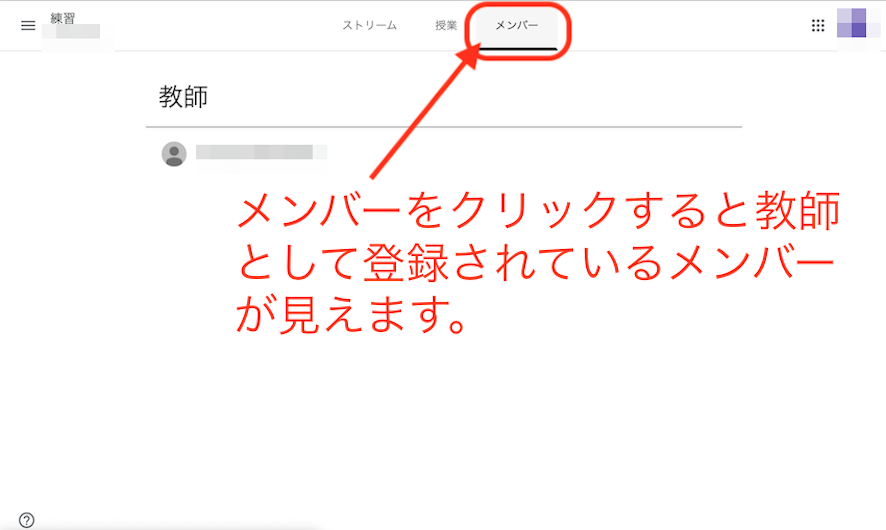 練習
ストリーム
授業
メンバー
教師
メンバーをクリックすると教師
として登録されているメンバー
が見えます。